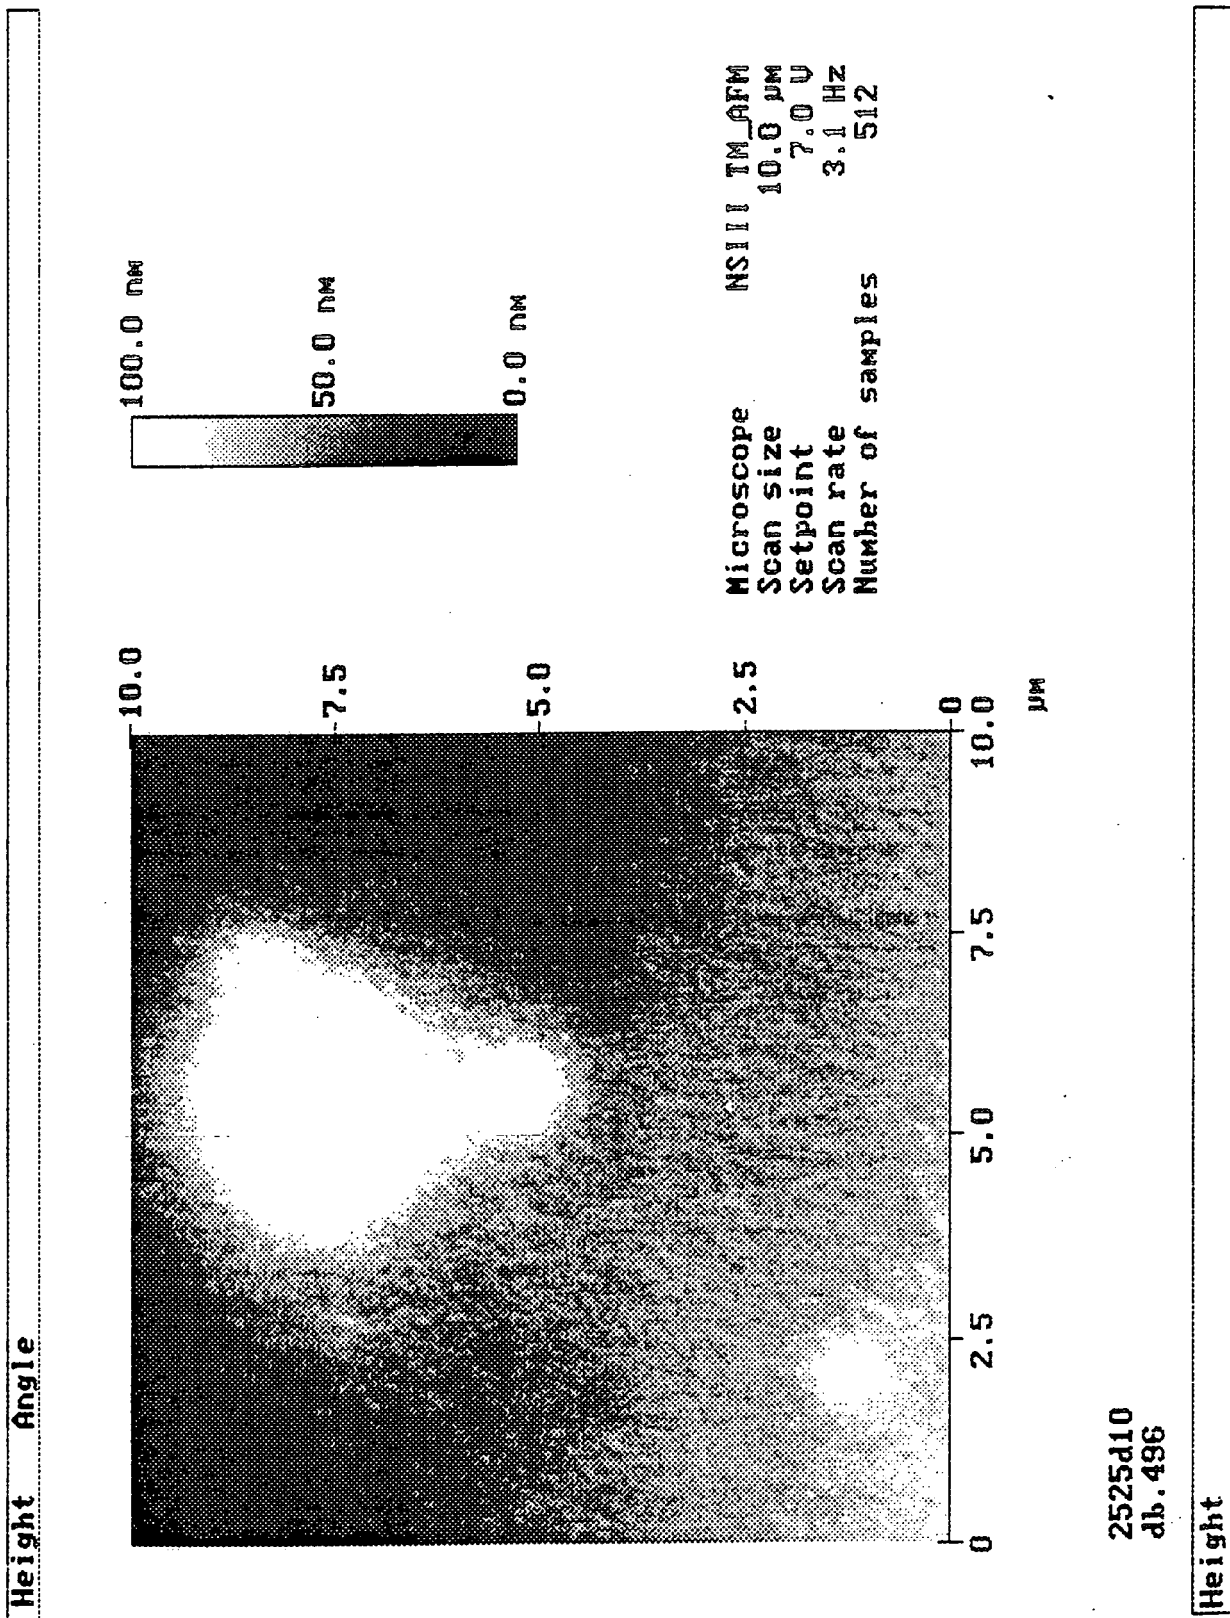 Height Angle
100.0 nm
50.0 nm
0.0 nm
10.0
7.5
5.0
2.5
0
0
2.5
5.0
7.5
10.0
µm
Microscope NSIII TM_AFM
Scan size 10.0 µm
Setpoint 7.0 V
Scan rate 3.1 Hz
Number of samples 512
2525d10
db.496
Height